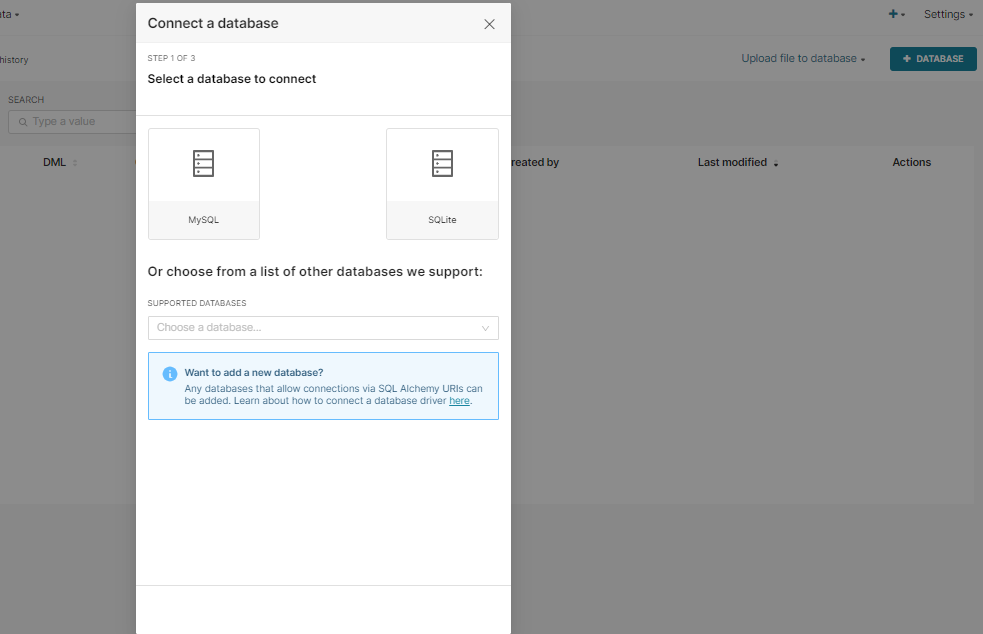 Connect a database
Settings
history
STEP 1 OF 3
Select a database to connect
Upload file to database
DATABASE
SEARCH
Type a value
DML
Last modified
Actions
MySQL
SQLite
Or choose from a list of other databases we support:
SUPPORTED DATABASES
Choose a database...
Want to add a new database?
Any databases that allow connections via SQL Alchemy URIs can
be added. Learn about how to connect a database driver here.